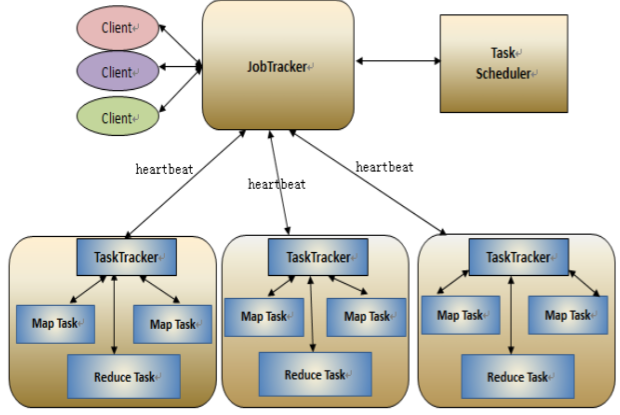 Client
Client
Client
JobTracker
Task
Scheduler
heartbeat
heartbeat
heartbeat
TaskTracker
Map Task
Map Task
Reduce Task
TaskTracker
Map Task
Map Task
Reduce Task
TaskTracker
Map Task
Map Task
Reduce Task